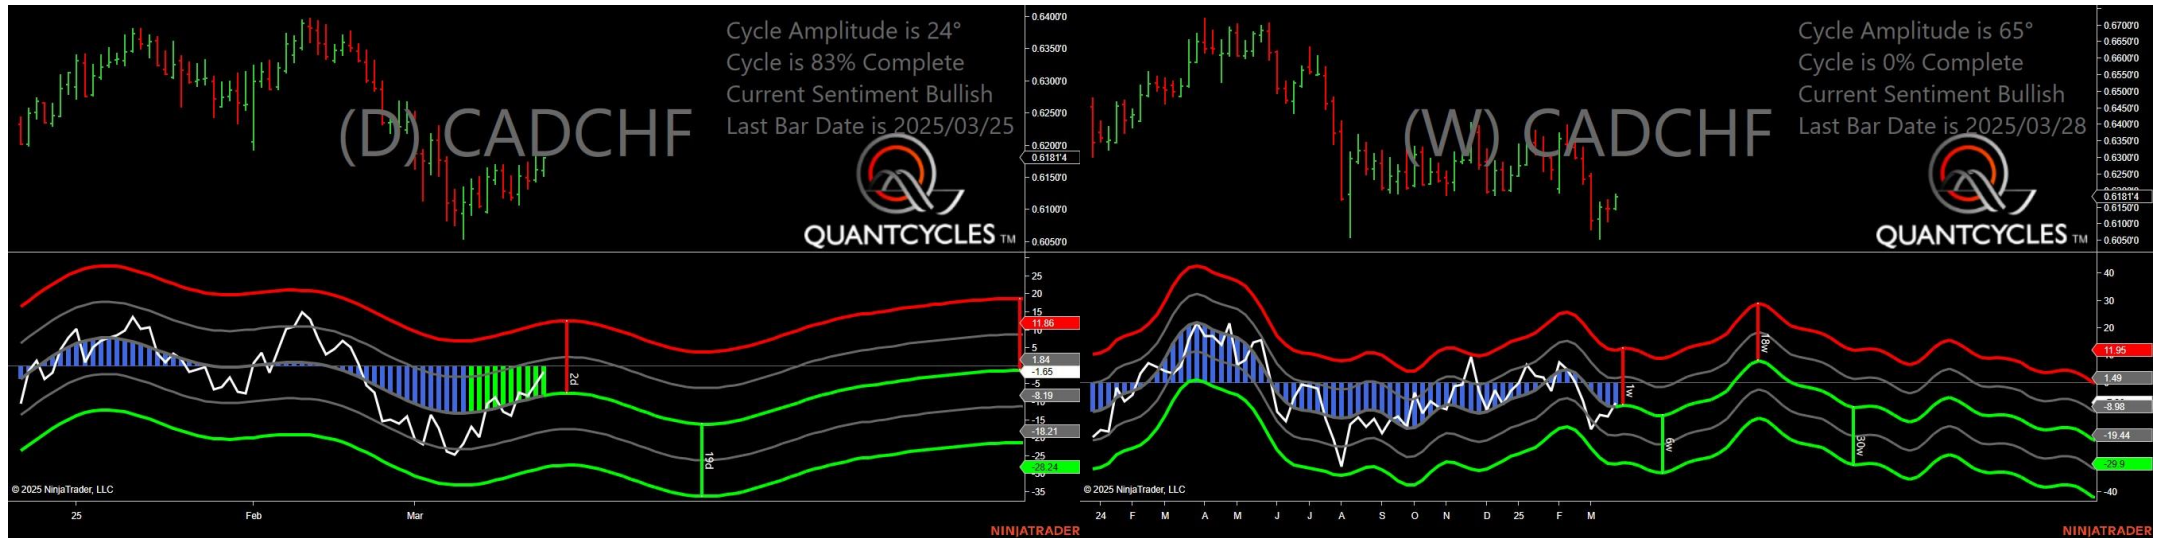 (D) CADCHF
Cycle Amplitude is 24°
Cycle is 83% Complete
Current Sentiment Bullish
Last Bar Date is 2025/03/25
QUANTCYCLES TM
0.6400'0
0.6350'0
0.6300'0
0.6250'0
0.6200'0
0.6181'4
0.6150'0
0.6100'0
0.6050'0
25
20
15
11.86
5
1.84
-1.65
-5
-8.19
-15
-18.21
-25
-28.24
-35
2d
19d
© 2025 NinjaTrader, LLC
25 Feb Mar
NINJATRADER
(W) CADCHF
Cycle Amplitude is 65°
Cycle is 0% Complete
Current Sentiment Bullish
Last Bar Date is 2025/03/28
QUANTCYCLES TM
0.6700'0
0.6650'0
0.6600'0
0.6550'0
0.6500'0
0.6450'0
0.6400'0
0.6350'0
0.6300'0
0.6250'0
0.6181'4
0.6150'0
0.6100'0
0.6050'0
40
30
20
11.95
1.49
-8.98
-19.44
-29.9
-40
1w
6w
18w
30w
© 2025 NinjaTrader, LLC
24 F M A M J J A S O N D 25 F M
NINJATRADER